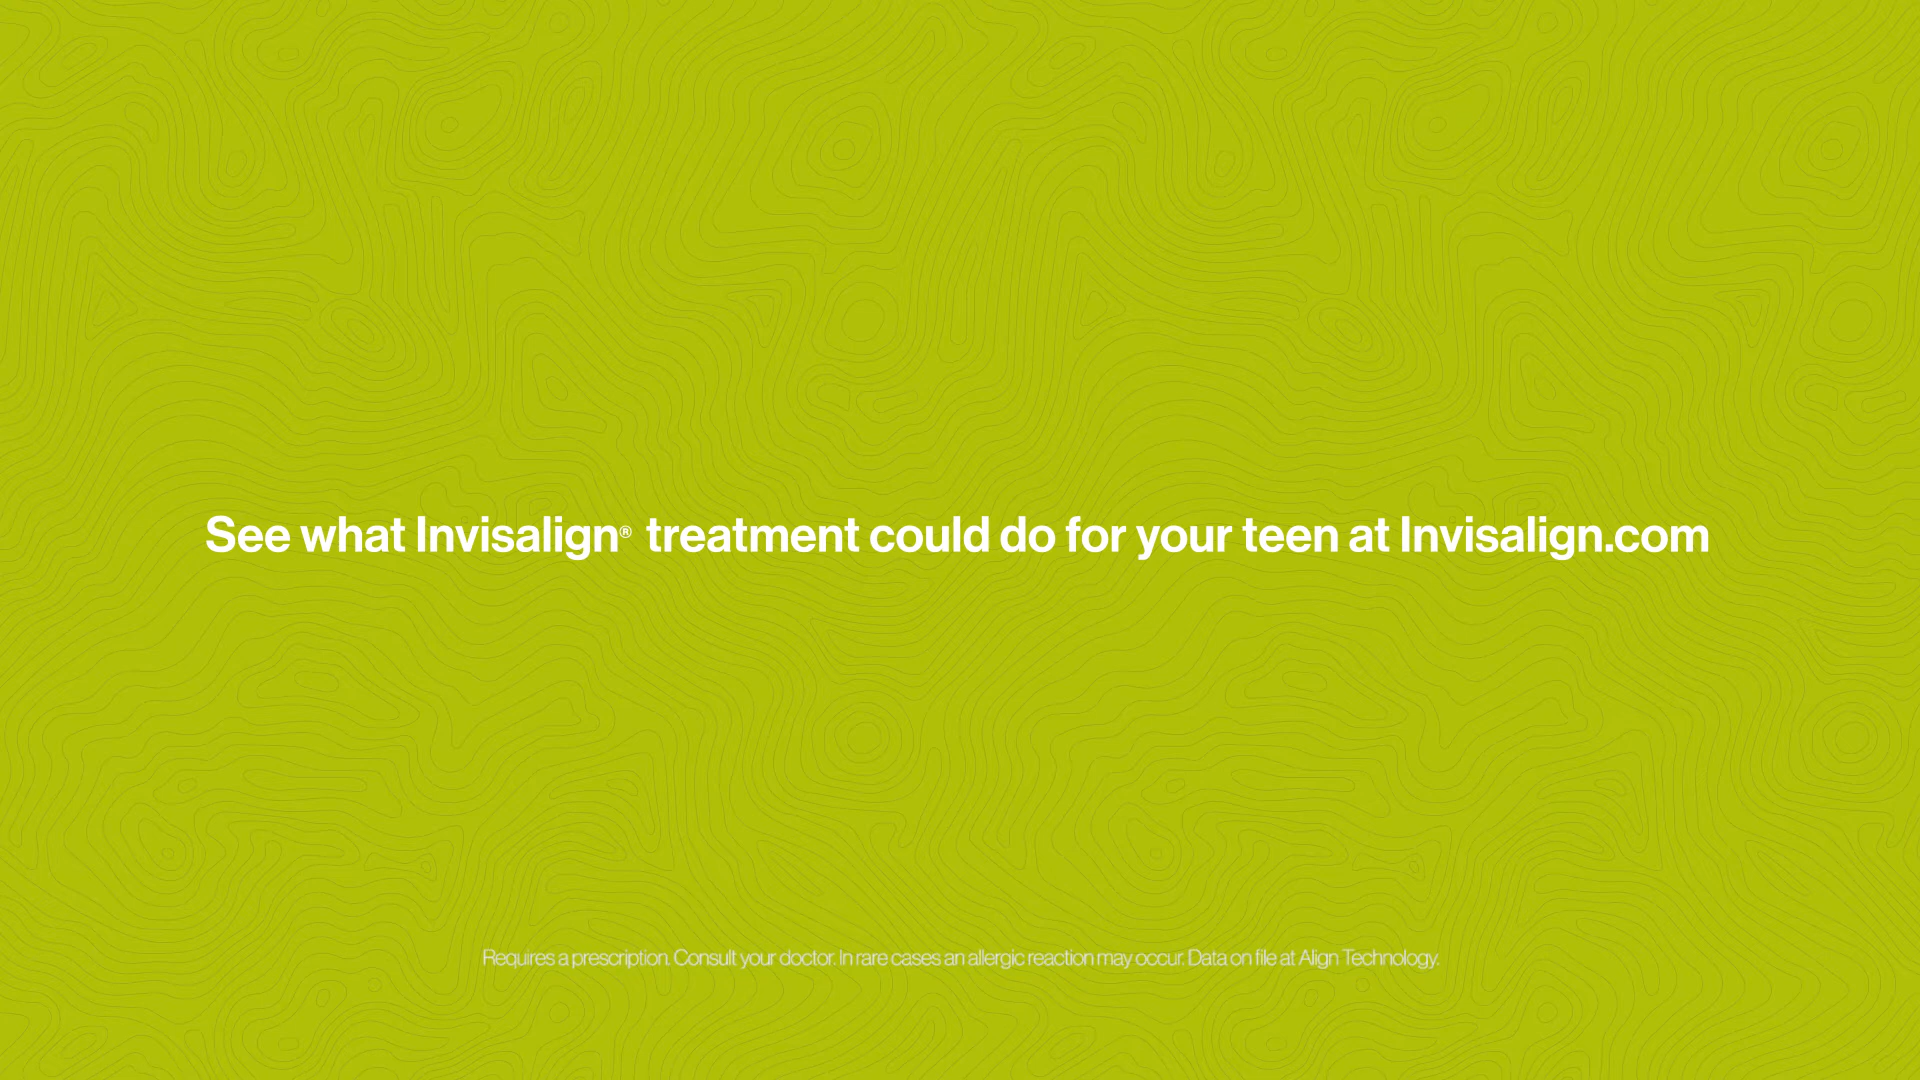 See what Invisalign® treatment could do for your teen at Invisalign.com
Requires a prescription. Consult your doctor. In rare cases an allergic reaction may occur. Data on file at Align Technology.